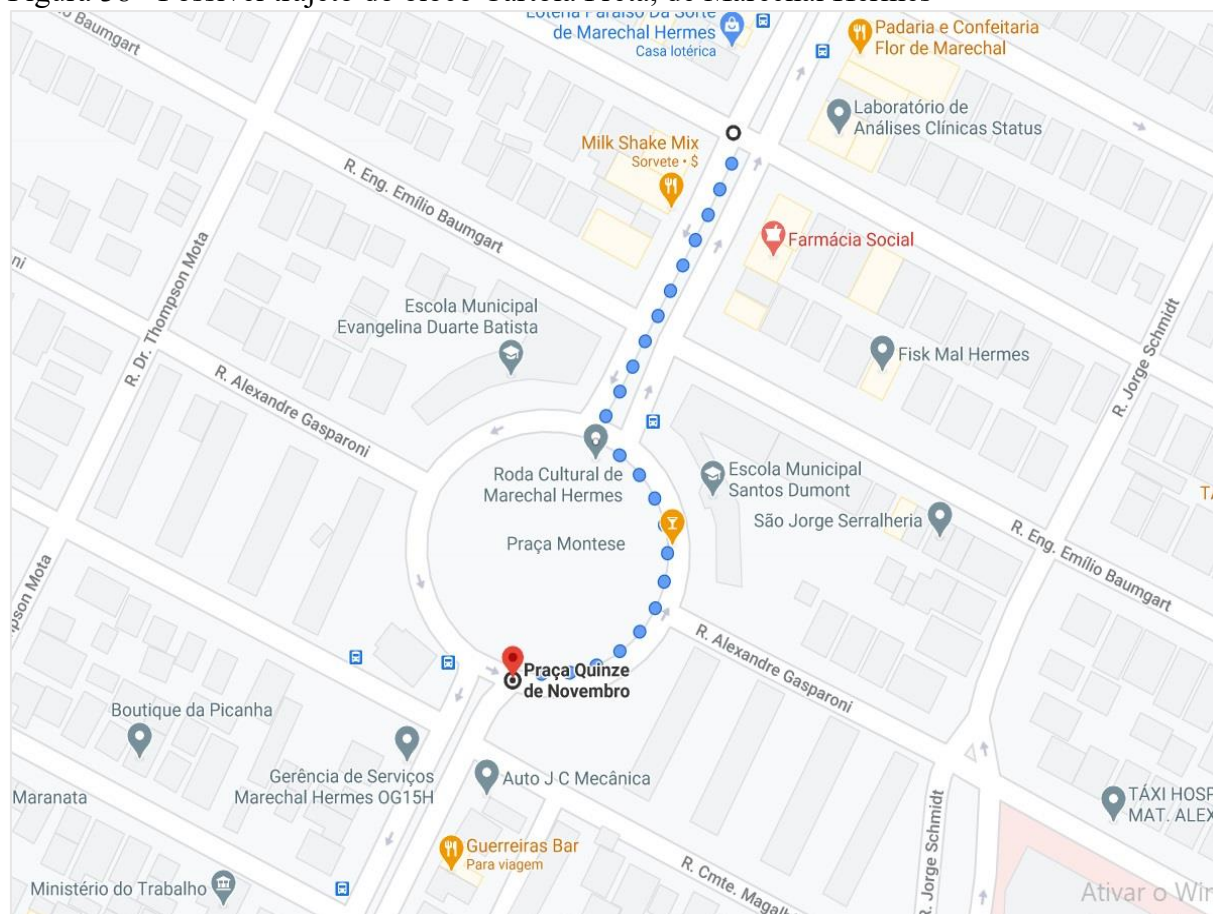 Baumgart
Loteria Paraíso Da Sorte
de Marechal Hermes
Casa lotérica
Padaria e Confeitaria
Flor de Marechal
Laboratório de
Análises Clínicas Status
Milk Shake Mix
Sorvete • $
R. Eng. Emílio Baumgart
Farmácia Social
ni
R. Dr. Thompson Mota
Escola Municipal
Evangelina Duarte Batista
R. Jorge Schmidt
Fisk Mal Hermes
R. Alexandre Gasparoni
Roda Cultural de
Marechal Hermes
Escola Municipal
Santos Dumont
São Jorge Serralheria
Praça Montese
R. Eng. Emílio Baumgart
pson Mota
R. Alexandre Gasparoni
Praça Quinze
de Novembro
Boutique da Picanha
Gerência de Serviços
Marechal Hermes OG15H
Auto J C Mecânica
Maranata
TÁXI HOSP
MAT. ALEX
Guerreiras Bar
Para viagem
R. Jorge Schmidt
R. Cmte. Magalh
Ministério do Trabalho
Ativar o Win